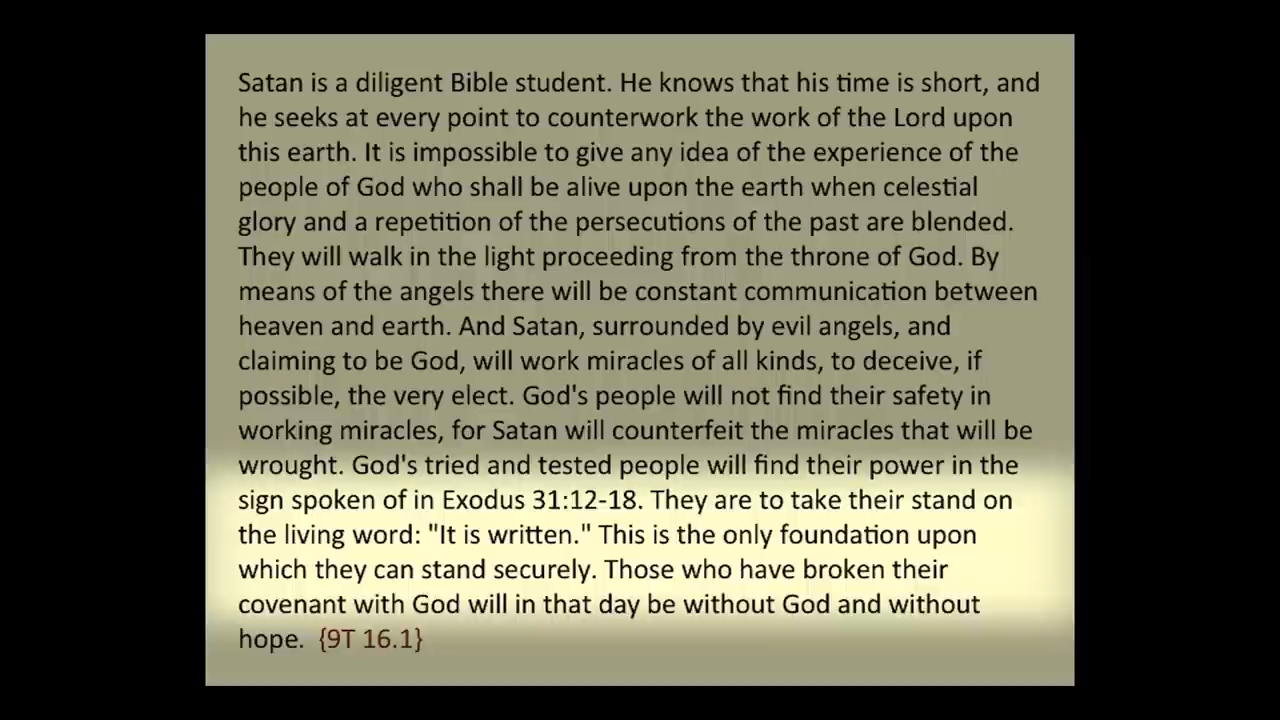 Satan is a diligent Bible student. He knows that his time is short, and
he seeks at every point to counterwork the work of the Lord upon
this earth. It is impossible to give any idea of the experience of the
people of God who shall be alive upon the earth when celestial
glory and a repetition of the persecutions of the past are blended.
They will walk in the light proceeding from the throne of God. By
means of the angels there will be constant communication between
heaven and earth. And Satan, surrounded by evil angels, and
claiming to be God, will work miracles of all kinds, to deceive, if
possible, the very elect. God's people will not find their safety in
working miracles, for Satan will counterfeit the miracles that will be
wrought. God's tried and tested people will find their power in the
sign spoken of in Exodus 31:12-18. They are to take their stand on
the living word: "It is written." This is the only foundation upon
which they can stand securely. Those who have broken their
covenant with God will in that day be without God and without
hope.  {9T 16.1}